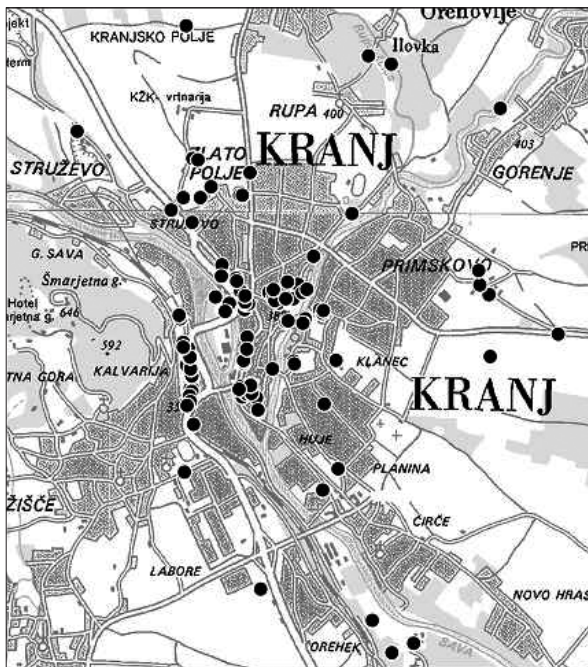 Orehovlje
KRANJSKO POLJE
Ilovka
KŽK- vrtnarija
RUPA 400
KRANJ
403
ZLATO
POLJE
STRUŽEVO
GORENJE
STRUŽEVO
G. SAVA
PRIMSKOVO
Šmarjetna g.
Hotel
646
592
KALVARIJA
KLANEC
KRANJ
HUJE
PLANINA
ČIRČE
LABORE
NOVO HRAS
OREHEK
SAVA